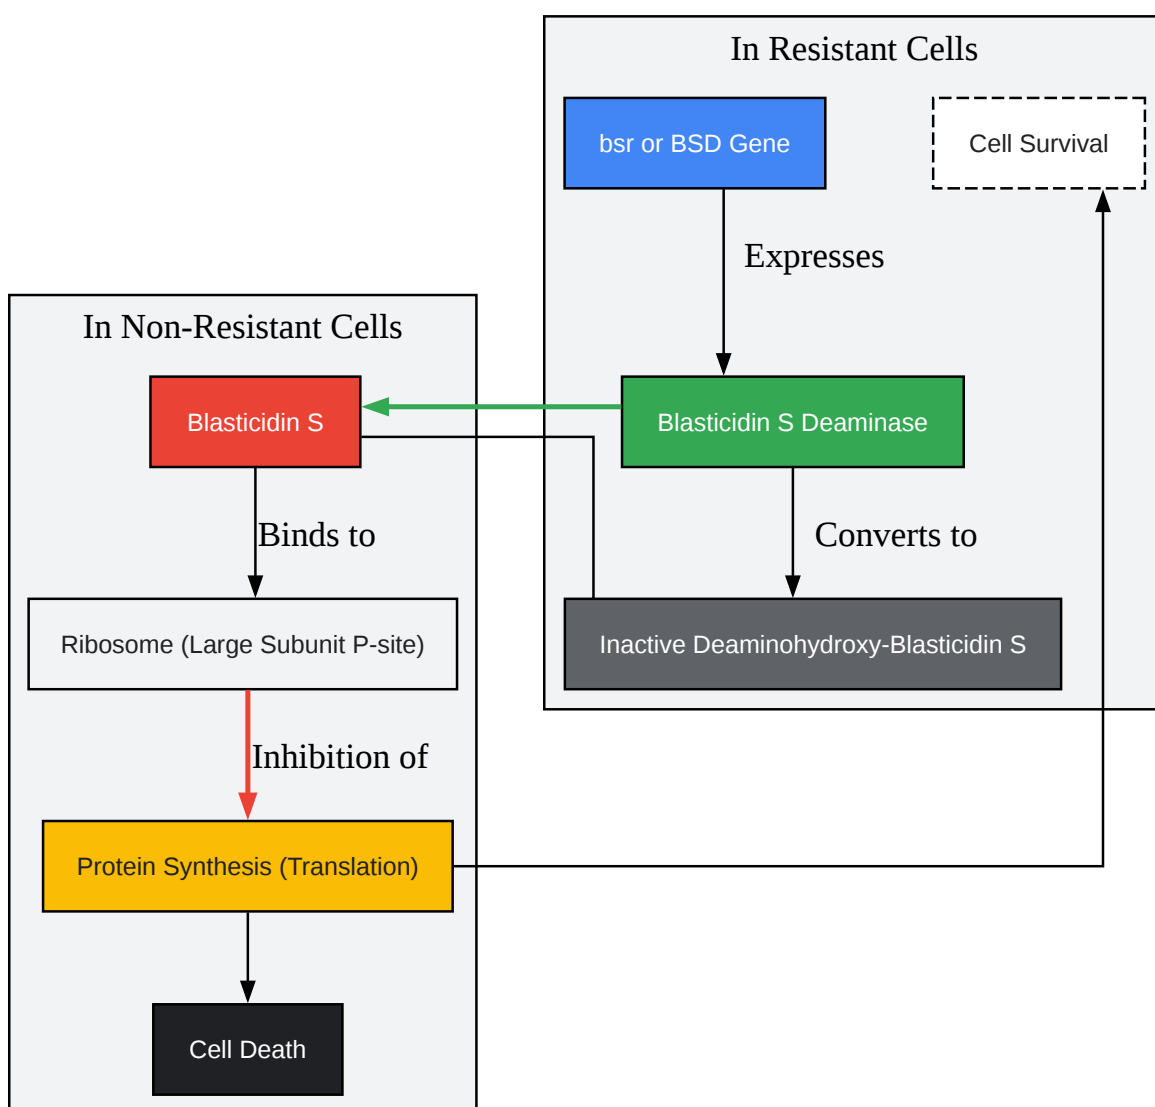 In Resistant Cells
bsr or BSD Gene
Cell Survival
Expresses
In Non-Resistant Cells
Blasticidin S
Blasticidin S Deaminase
Binds to
Converts to
Ribosome (Large Subunit P-site)
Inactive Deaminohydroxy-Blasticidin S
Inhibition of
Protein Synthesis (Translation)
Cell Death